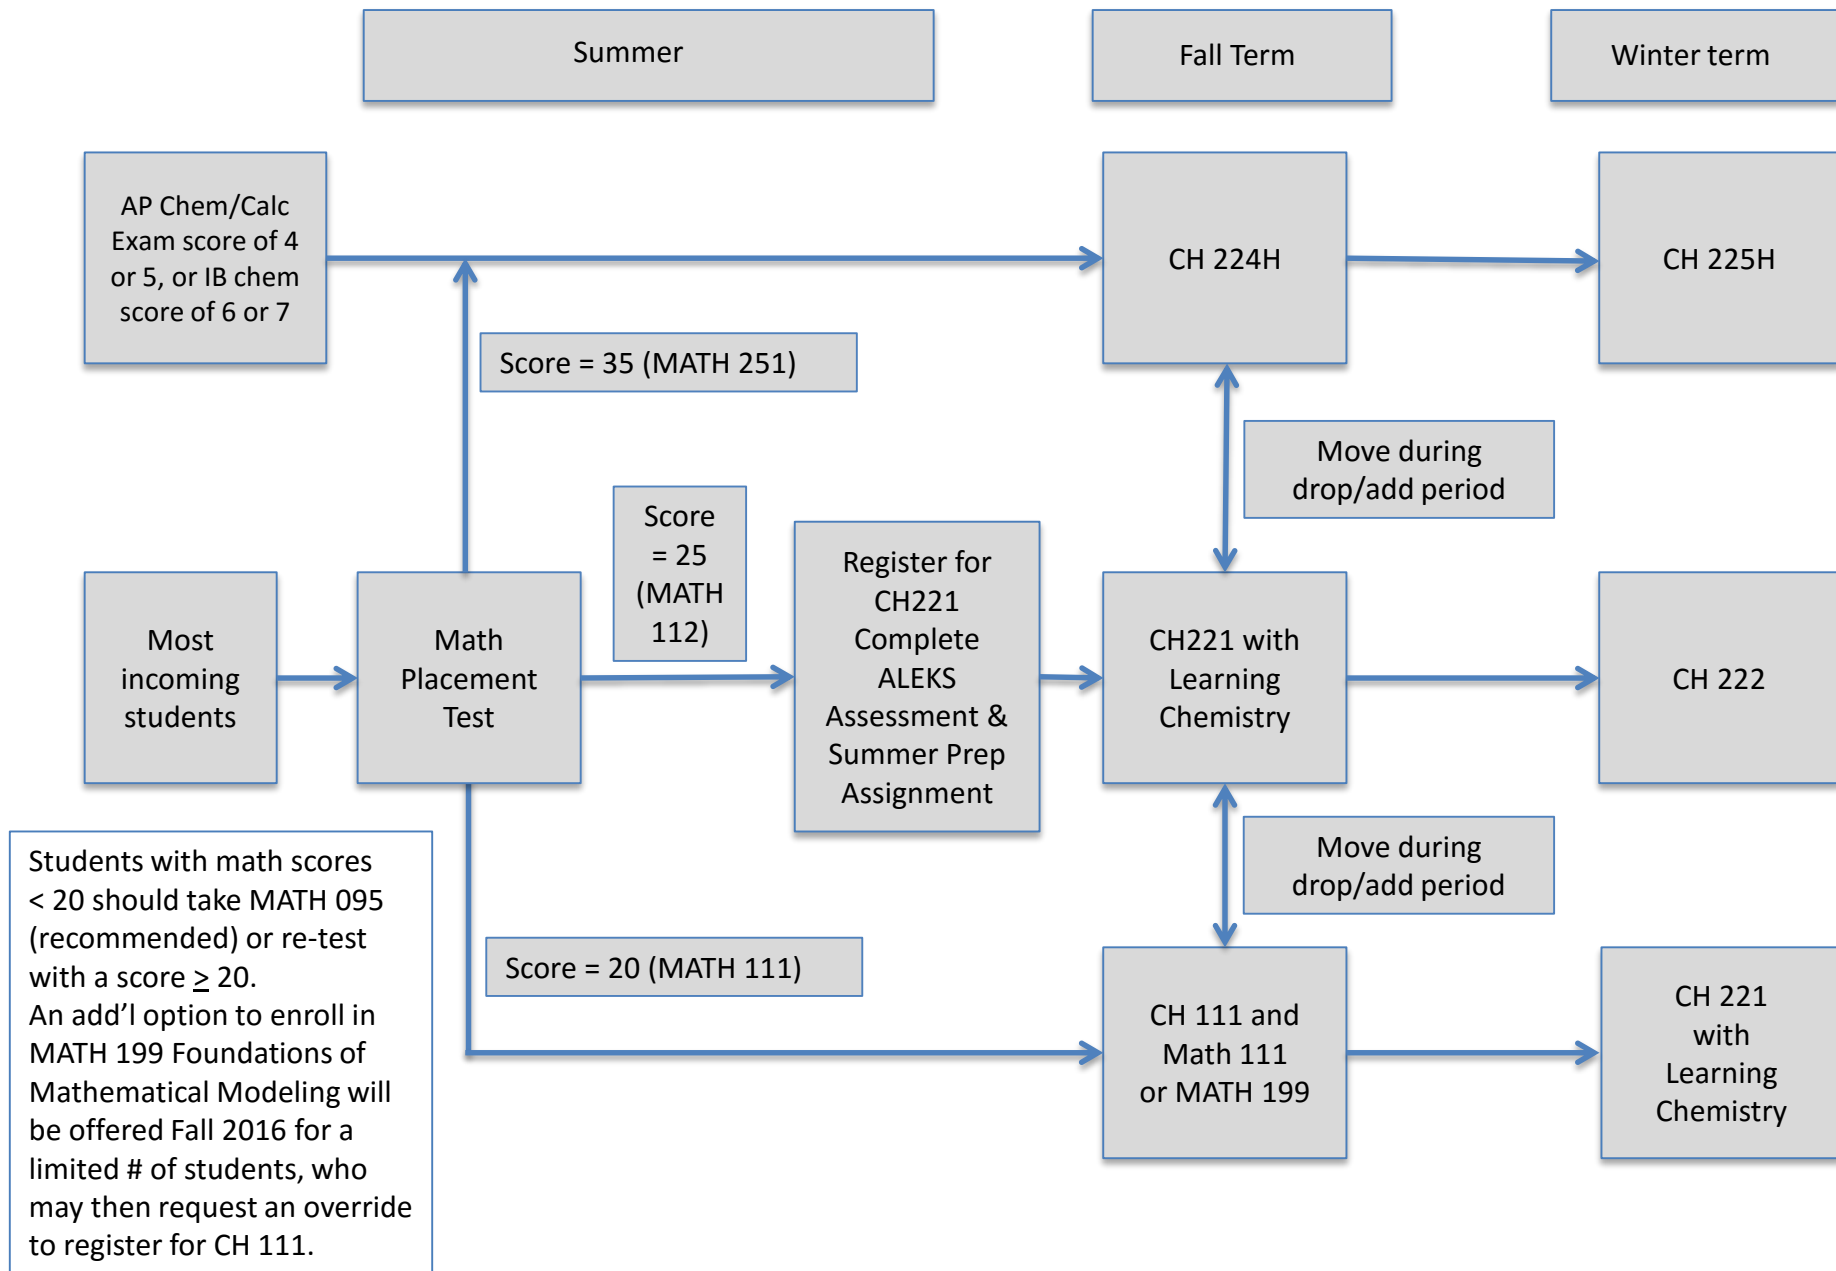 Summer
Fall Term
Winter term
AP Chem/Calc
Exam score of 4
or 5, or IB chem
score of 6 or 7
CH 224H
CH 225H
Score = 35 (MATH 251)
Move during
drop/add period
Score
= 25
(MATH
112)
Most
incoming
students
Math
Placement
Test
Register for
CH221
Complete
ALEKS
Assessment &
Summer Prep
Assignment
CH221 with
Learning
Chemistry
CH 222
Move during
drop/add period
Students with math scores
< 20 should take MATH 095
(recommended) or re-test
with a score ≥ 20.
An add’l option to enroll in
MATH 199 Foundations of
Mathematical Modeling will
be offered Fall 2016 for a
limited # of students, who
may then request an override
to register for CH 111.
Score = 20 (MATH 111)
CH 111 and
Math 111
or MATH 199
CH 221
with
Learning
Chemistry